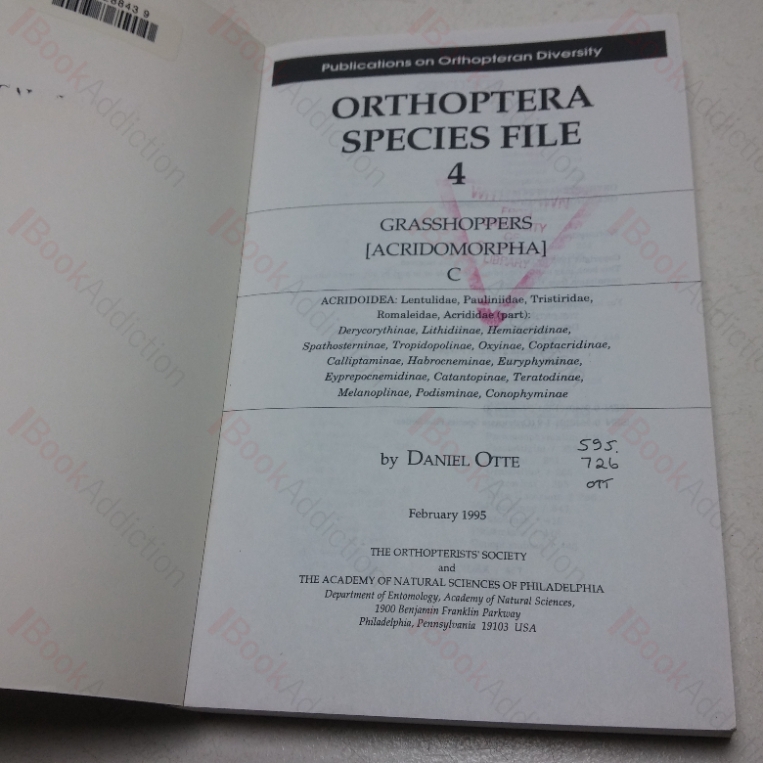 8843 9
Publications on Orthopteran Diversity
ORTHOPTERA
SPECIES FILE
4
GRASSHOPPERS
[ACRIDOMORPHA]
C
ACRIDOIDEA: Lentulidae, Pauliniidae, Tristiridae,
Romaleidae, Acrididae (part):
Derycorythinae, Lithidiinae, Hemiacridinae,
Spathosterninae, Tropidopolinae, Oxyinae, Coptacridinae,
Calliptaminae, Habrocneminae, Euryphyminae,
Eyprepocnemidinae, Catantopinae, Teratodinae,
Melanoplinae, Podisminae, Conophyminae
by DANIEL OTTE
595.
726
OTT
February 1995
THE ORTHOPTERISTS' SOCIETY
and
THE ACADEMY OF NATURAL SCIENCES OF PHILADELPHIA
Department of Entomology, Academy of Natural Sciences,
1900 Benjamin Franklin Parkway
Philadelphia, Pennsylvania 19103 USA
BookAddiction